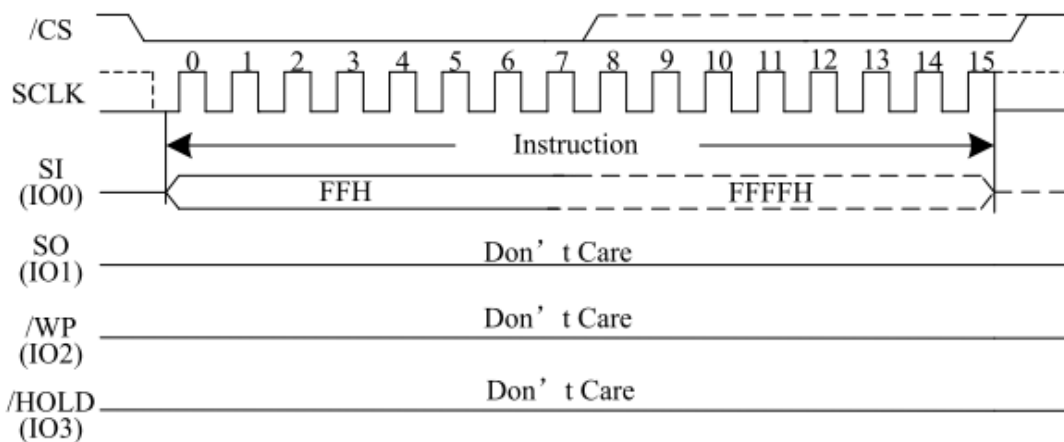 /CS
0 1 2 3 4 5 6 7 8 9 10 11 12 13 14 15
SCLK
Instruction
SI
(IO0)
FFH FFFFH
SO
(IO1)
Don’t Care
/WP
(IO2)
Don’t Care
/HOLD
(IO3)
Don’t Care